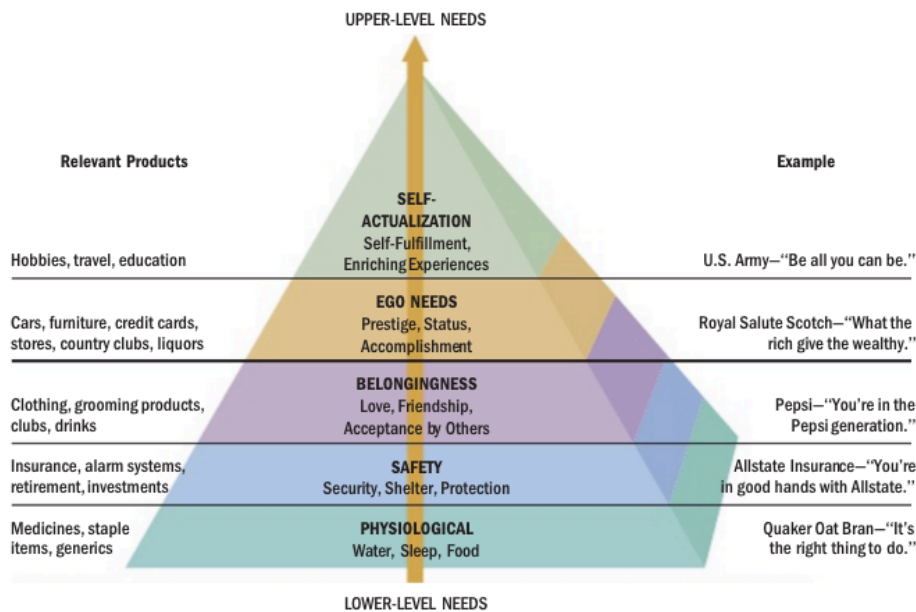 UPPER-LEVEL NEEDS
Relevant Products
Example
SELF-
ACTUALIZATION
Self-Fulfillment,
Enriching Experiences
Hobbies, travel, education
U.S. Army—“Be all you can be.”
EGO NEEDS
Prestige, Status,
Accomplishment
Cars, furniture, credit cards,
stores, country clubs, liquors
Royal Salute Scotch—“What the
rich give the wealthy.”
BELONGINGNESS
Love, Friendship,
Acceptance by Others
Clothing, grooming products,
clubs, drinks
Pepsi—“You’re in the
Pepsi generation.”
SAFETY
Security, Shelter, Protection
Insurance, alarm systems,
retirement, investments
Allstate Insurance—“You’re
in good hands with Allstate.”
PHYSIOLOGICAL
Water, Sleep, Food
Medicines, staple
items, generics
Quaker Oat Bran—“It’s
the right thing to do.”
LOWER-LEVEL NEEDS